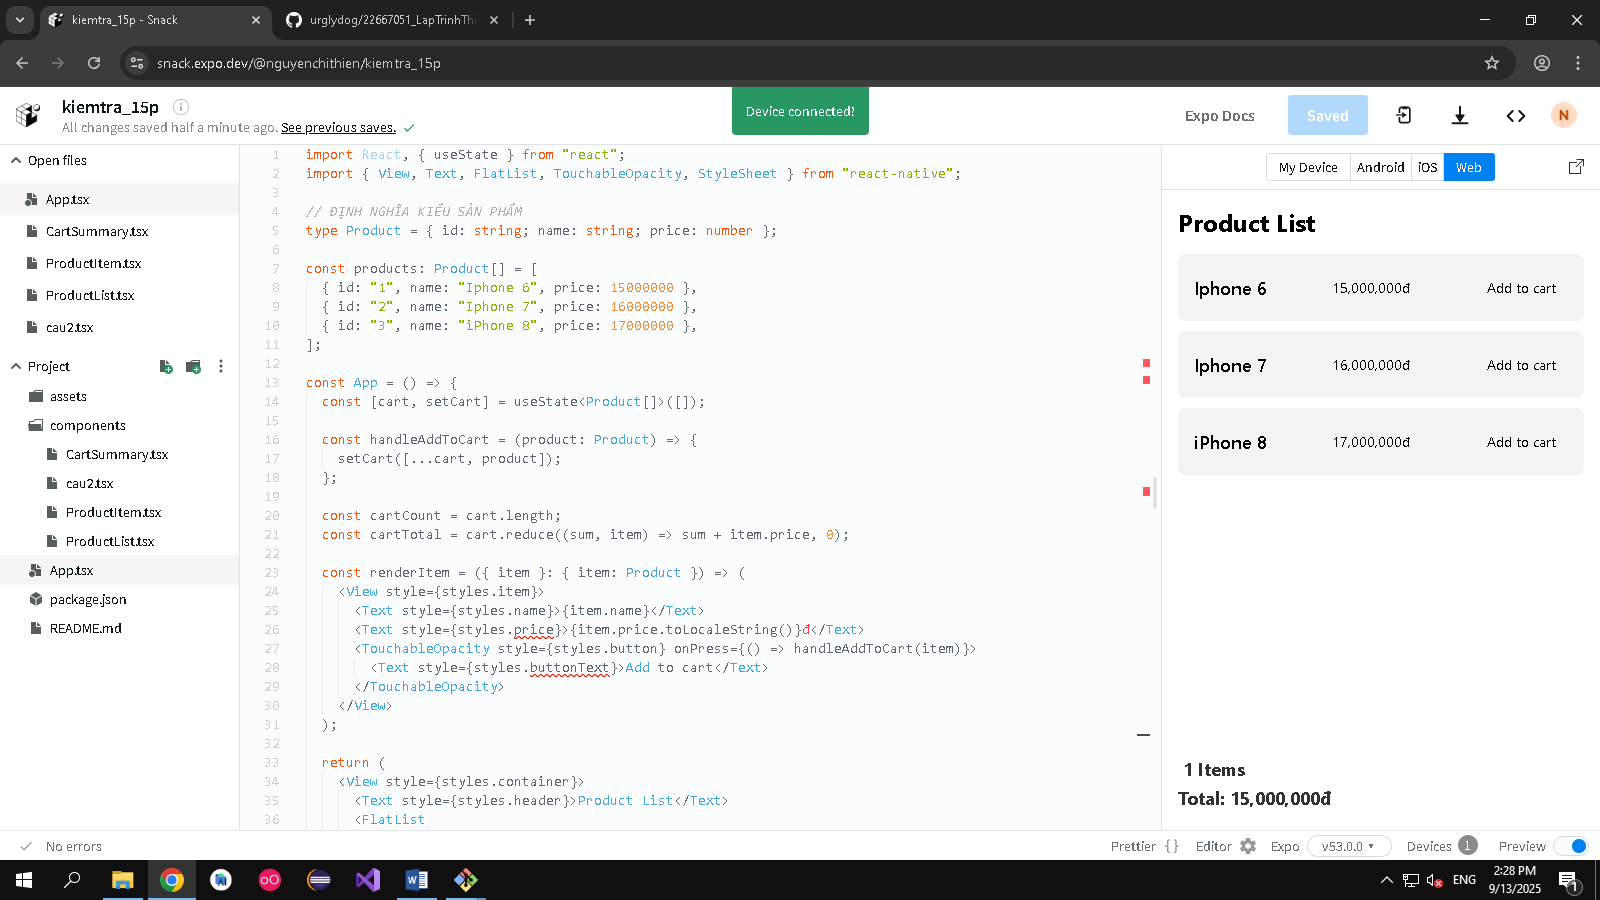 kiemtra_15p - Snack
urglydog/22667051_LapTrinhThi
snack.expo.dev/@nguyenchithien/kiemtra_15p
kiemtra_15p
All changes saved half a minute ago. See previous saves.
Device connected!
Expo Docs
Saved
N
Open files
App.tsx
CartSummary.tsx
ProductItem.tsx
ProductList.tsx
cau2.tsx
Project
assets
components
CartSummary.tsx
cau2.tsx
ProductItem.tsx
ProductList.tsx
App.tsx
package.json
README.md
1 import React, { useState } from "react";
2 import { View, Text, FlatList, TouchableOpacity, StyleSheet } from "react-native";
3
4 // ĐỊNH NGHĨA KIỂU SẢN PHẨM
5 type Product = { id: string; name: string; price: number };
6
7 const products: Product[] = [
8 { id: "1", name: "Iphone 6", price: 15000000 },
9 { id: "2", name: "Iphone 7", price: 16000000 },
10 { id: "3", name: "iPhone 8", price: 17000000 },
11 ];
12
13 const App = () => {
14 const [cart, setCart] = useState<Product[]>([]);
15
16 const handleAddToCart = (product: Product) => {
17 setCart([...cart, product]);
18 };
19
20 const cartCount = cart.length;
21 const cartTotal = cart.reduce((sum, item) => sum + item.price, 0);
22
23 const renderItem = ({ item }: { item: Product }) => (
24 <View style={styles.item}>
25 <Text style={styles.name}>{item.name}</Text>
26 <Text style={styles.price}>{item.price.toLocaleString()}đ</Text>
27 <TouchableOpacity style={styles.button} onPress={() => handleAddToCart(item)}>
28 <Text style={styles.buttonText}>Add to cart</Text>
29 </TouchableOpacity>
30 </View>
31 );
32
33 return (
34 <View style={styles.container}>
35 <Text style={styles.header}>Product List</Text>
36 <FlatList
My Device Android iOS Web
Product List
Iphone 6 15,000,000đ Add to cart
Iphone 7 16,000,000đ Add to cart
iPhone 8 17,000,000đ Add to cart
1 Items
Total: 15,000,000đ
No errors
Prettier { } Editor Expo v53.0.0 Devices 1 Preview
ENG
2:28 PM
9/13/2025
1